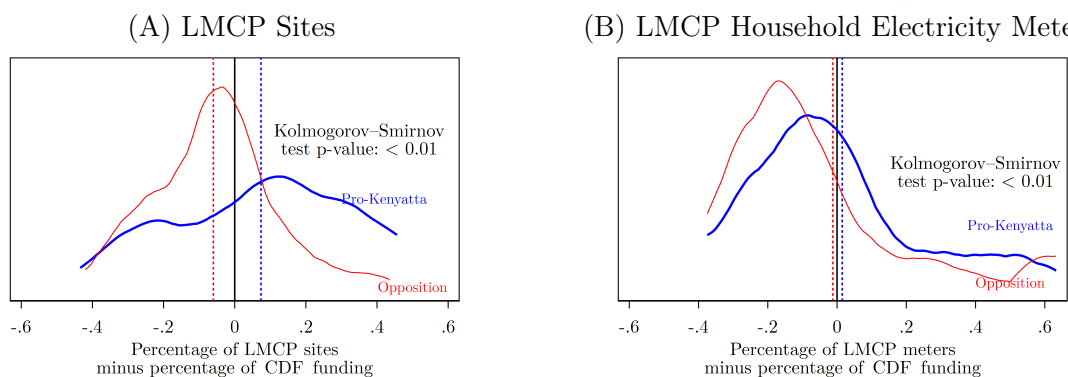 (A) LMCP Sites
Kolmogorov–Smirnov
test p-value: < 0.01
Pro-Kenyatta
Opposition
-.6 -.4 -.2 0 .2 .4 .6
Percentage of LMCP sites
minus percentage of CDF funding
(B) LMCP Household Electricity Mete
Kolmogorov–Smirnov
test p-value: < 0.01
Pro-Kenyatta
Opposition
-.6 -.4 -.2 0 .2 .4 .6
Percentage of LMCP meters
minus percentage of CDF funding